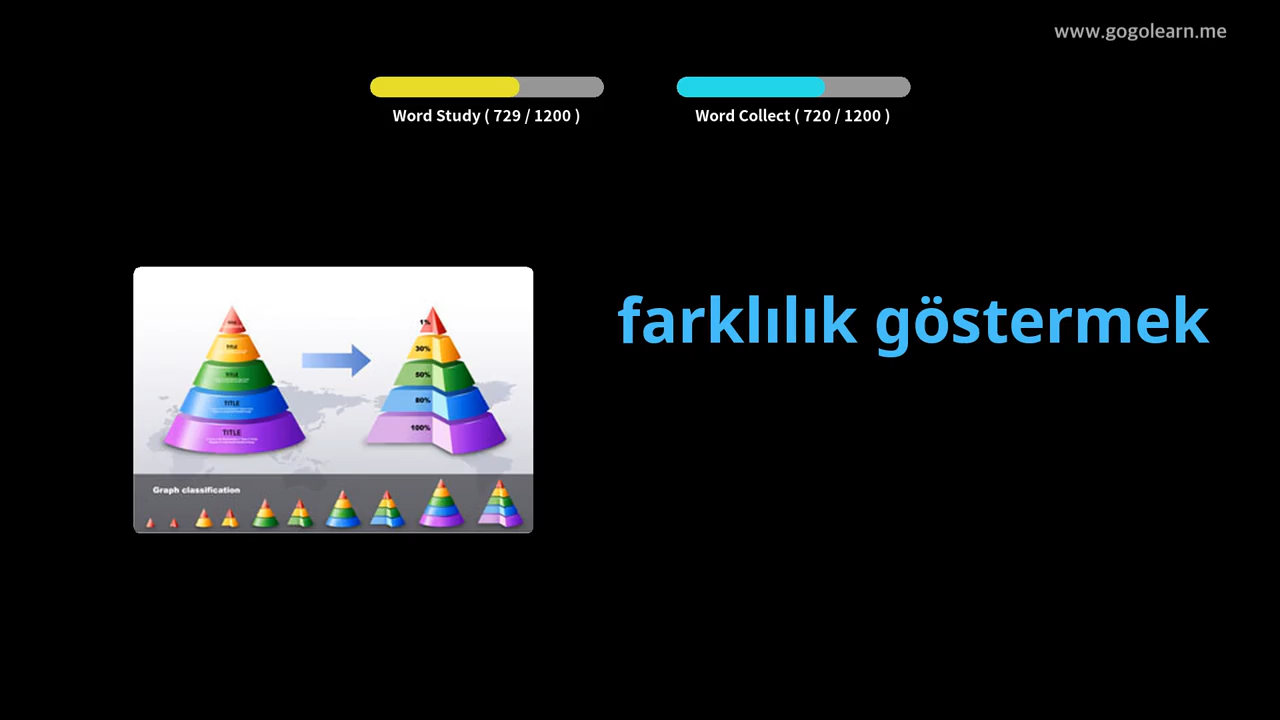 www.gogolearn.me
Word Study ( 729 / 1200 )
Word Collect ( 720 / 1200 )
farklılık göstermek
TITLE
TITLE
TITLE
TITLE
1%
30%
50%
80%
100%
Graph classification